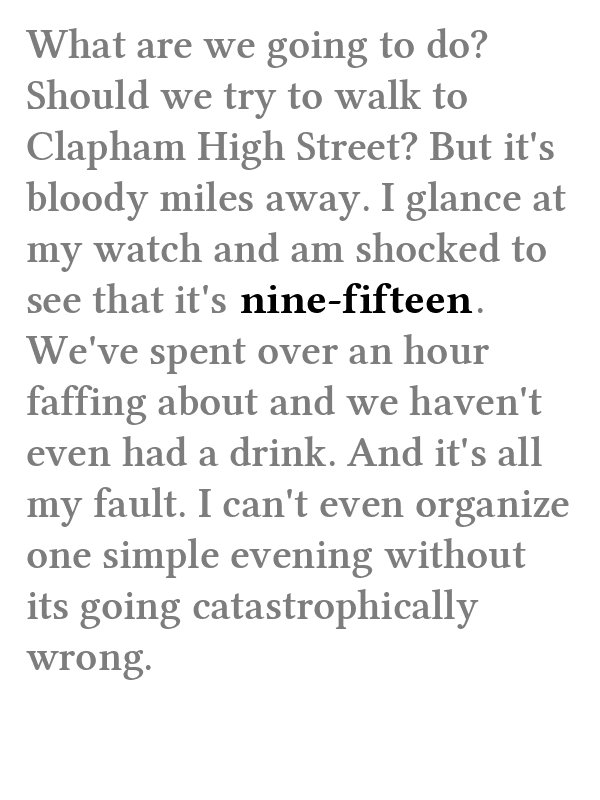 What are we going to do?
Should we try to walk to
Clapham High Street? But it's
bloody miles away. I glance at
my watch and am shocked to
see that it's nine-fifteen.
We've spent over an hour
faffing about and we haven't
even had a drink. And it's all
my fault. I can't even organize
one simple evening without
its going catastrophically
wrong.